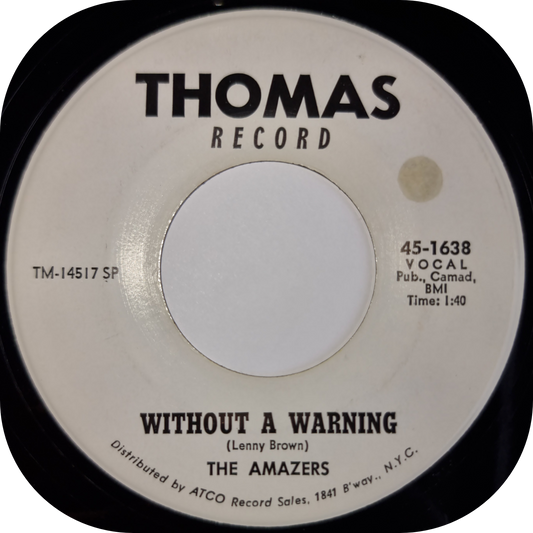 THOMAS
RECORD
45-1638
VOCAL
Pub., Camad,
BMI
Time: 1:40
TM-14517 SP
WITHOUT A WARNING
(Lenny Brown)
THE AMAZERS
Distributed by ATCO Record Sales, 1841 B'way., N.Y.C.